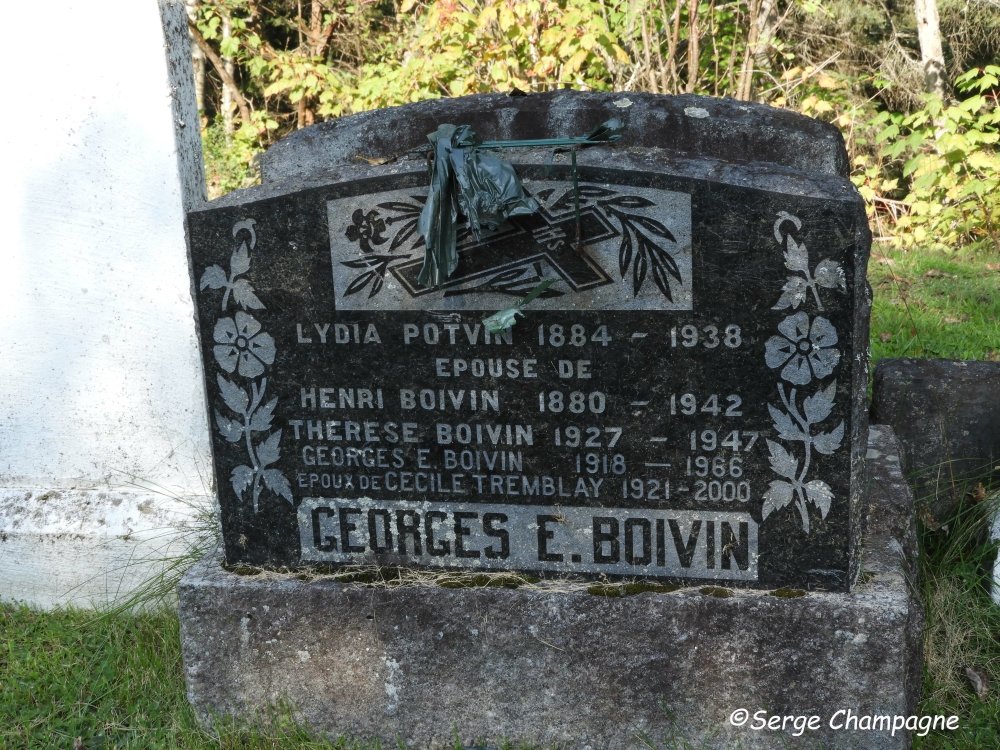 IHS
LYDIA POTVIN 1884 - 1938
EPOUSE DE
HENRI BOIVIN 1880 - 1942
THERESE BOIVIN 1927 - 1947
GEORGES E. BOIVIN 1918 - 1966
EPOUX DE CECILE TREMBLAY 1921-2000
GEORGES E. BOIVIN
©Serge Champagne